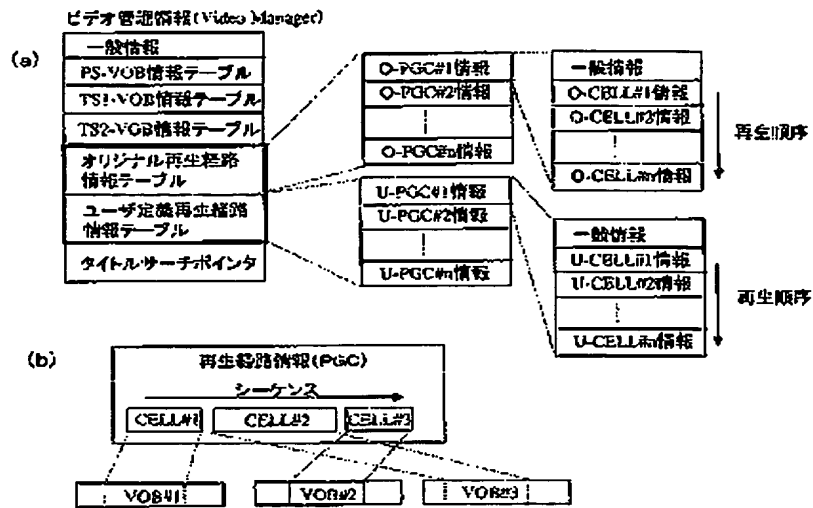 ビデオ管理情報(Video Manager)
(a)
一般情報
PS-VOB情報テーブル
TS1-VOB情報テーブル
TS2-VOB情報テーブル
オリジナル再生経路
情報テーブル
ユーザ定義再生経路
情報テーブル
タイトルサーチポインタ
O-PGC#1情報
O-PGC#2情報
O-PGC#n情報
U-PGC#1情報
U-PGC#2情報
U-PGC#n情報
一般情報
O-CELL#1情報
O-CELL#2情報
O-CELL#n情報
再生順序
一般情報
U-CELL#1情報
U-CELL#2情報
U-CELL#n情報
再生順序
(b)
再生経路情報(PGC)
シーケンス
CELL#1
CELL#2
CELL#3
VOB#1
VOB#2
VOB#3